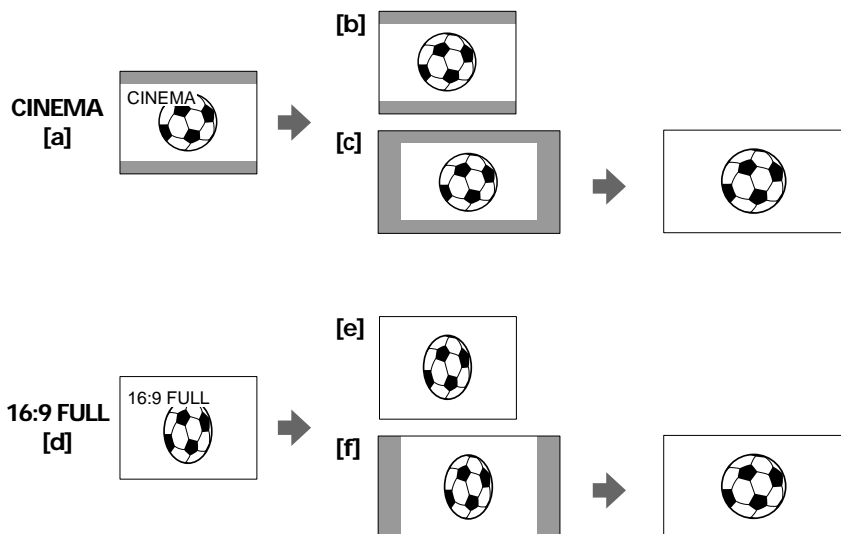 CINEMA
[a]
CINEMA
[b]
[c]
16:9 FULL
[d]
16:9 FULL
[e]
[f]